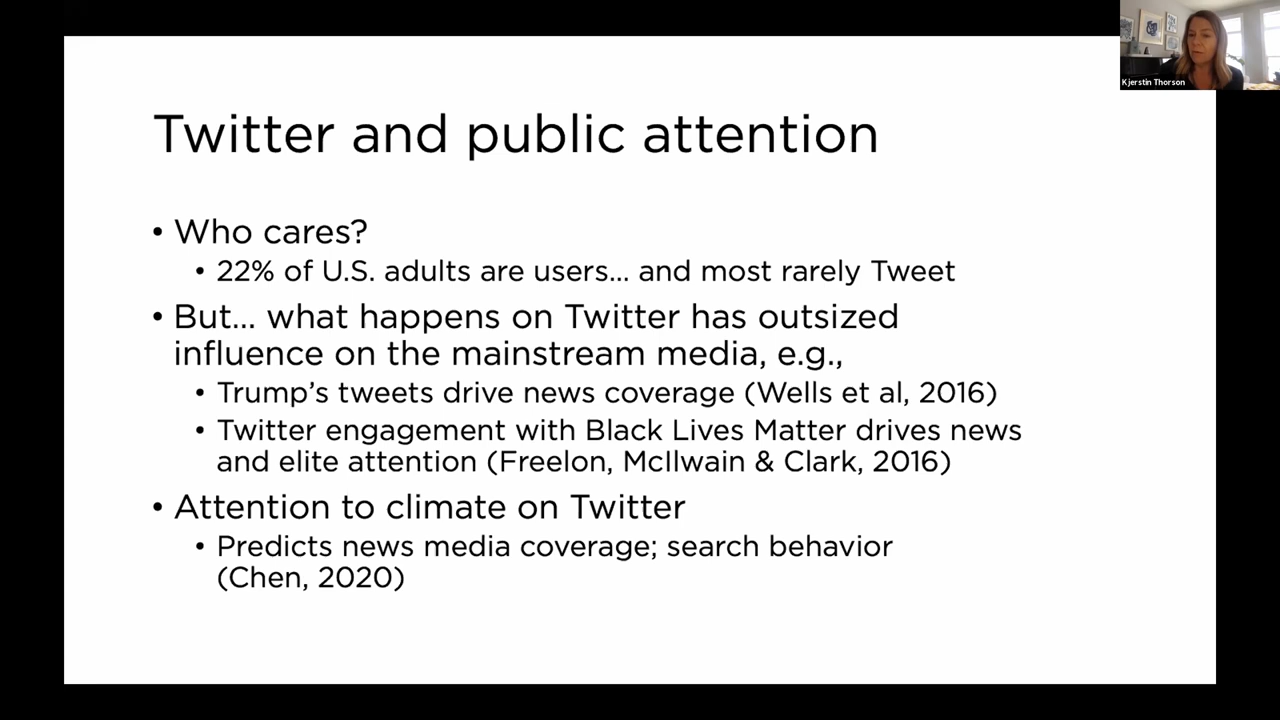 Kjerstin Thorson
Twitter and public attention
• Who cares?
• 22% of U.S. adults are users... and most rarely Tweet
• But... what happens on Twitter has outsized
influence on the mainstream media, e.g.,
• Trump's tweets drive news coverage (Wells et al, 2016)
• Twitter engagement with Black Lives Matter drives news
and elite attention (Freelon, McIlwain & Clark, 2016)
• Attention to climate on Twitter
• Predicts news media coverage; search behavior
(Chen, 2020)